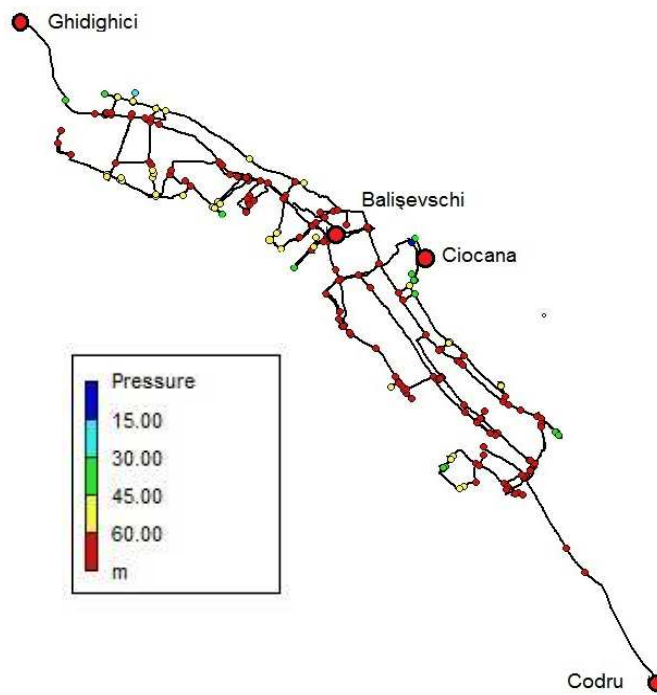 Ghidighici
Balişevschi
Ciocana
Pressure
15.00
30.00
45.00
60.00
m
Codru